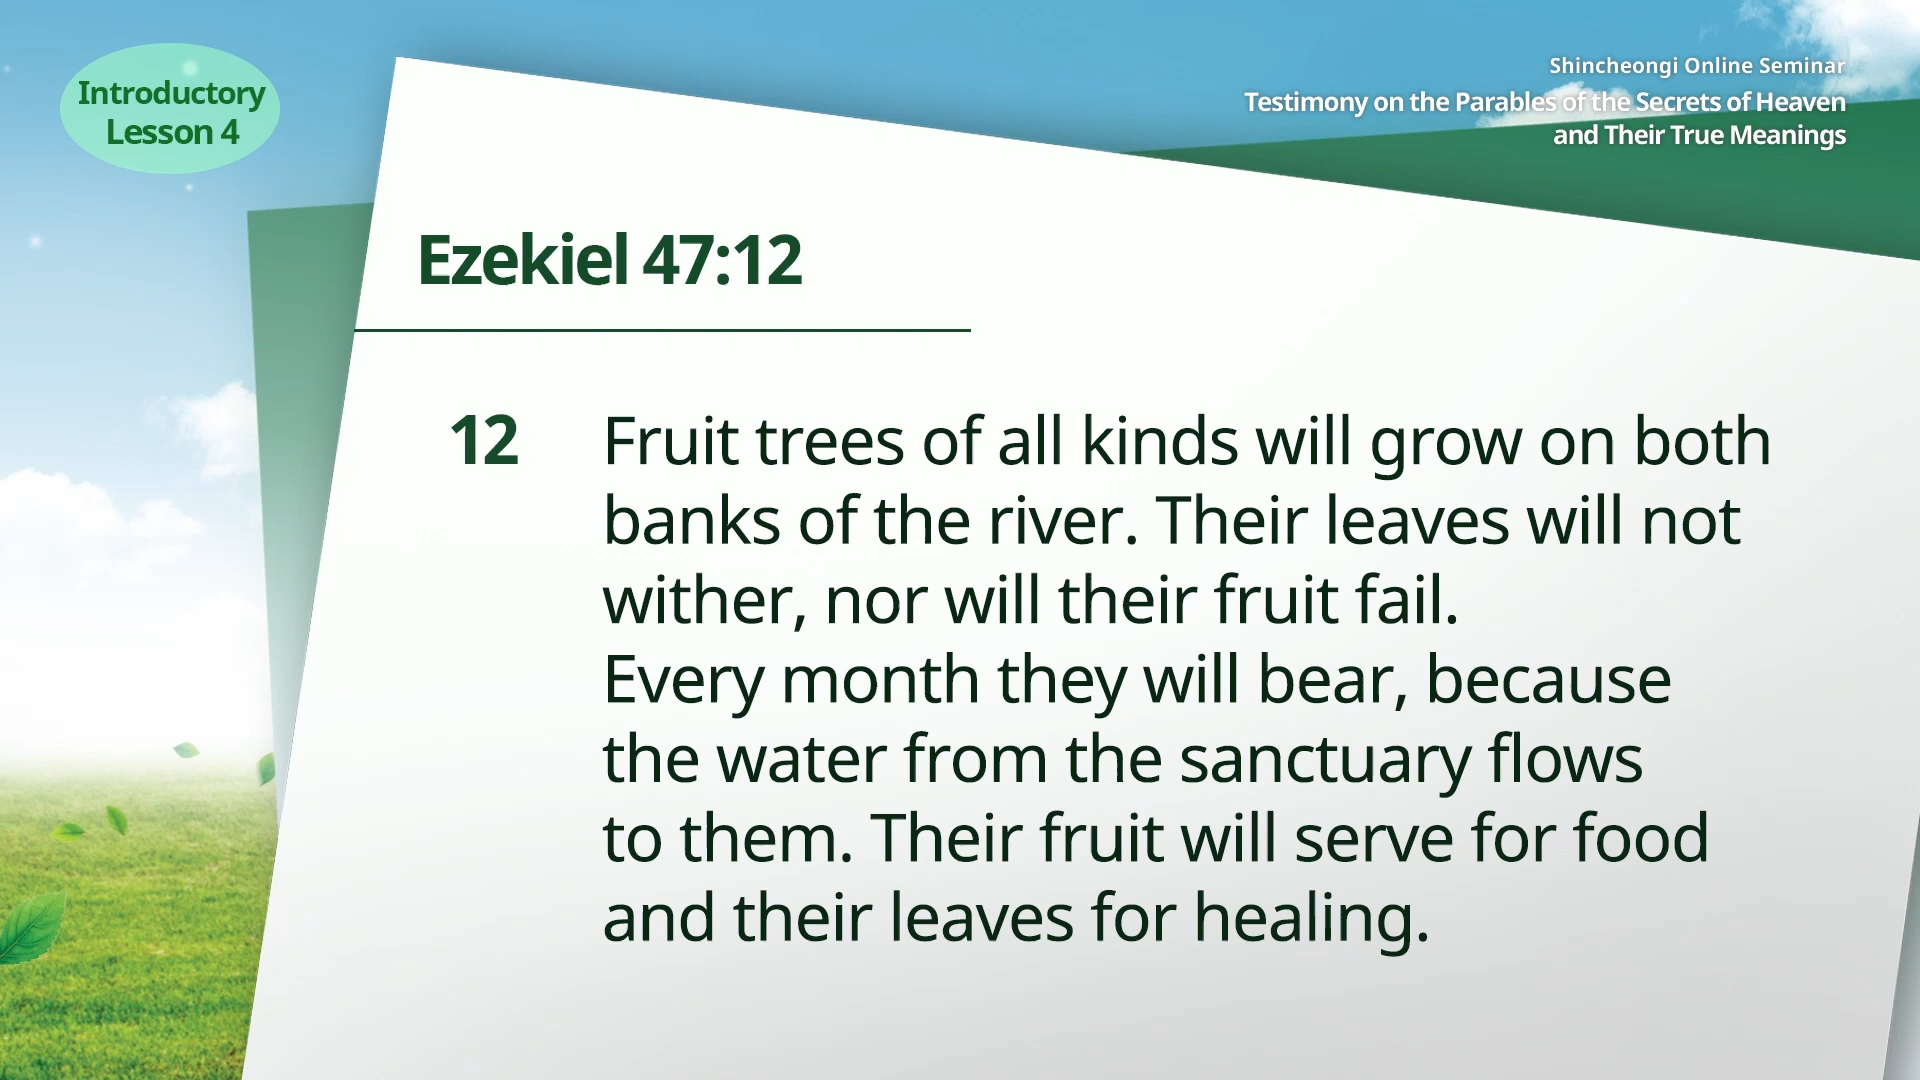 Introductory
Lesson 4
Shincheongi Online Seminar
Testimony on the Parables of the Secrets of Heaven
and Their True Meanings
Ezekiel 47:12
12 Fruit trees of all kinds will grow on both
banks of the river. Their leaves will not
wither, nor will their fruit fail.
Every month they will bear, because
the water from the sanctuary flows
to them. Their fruit will serve for food
and their leaves for healing.